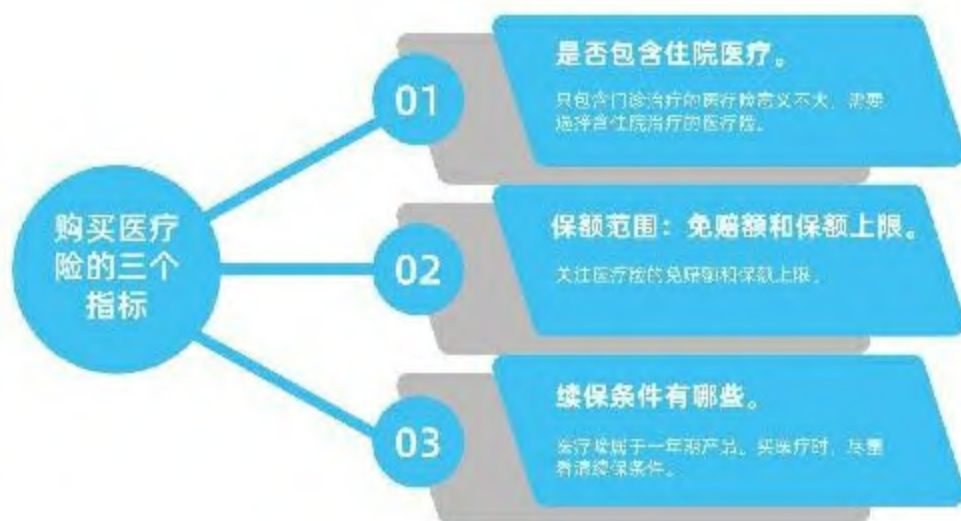 购买医疗
险的三个
指标
01
是否包含住院医疗。
只包含门诊治疗的医疗险意义不大，需要
选择含住院治疗的医疗险。
02
保额范围：免赔额和保额上限。
关注医疗险的免赔额和保额上限。
03
续保条件有哪些。
医疗险属于一年期产品。买医疗时，尽量
看清续保条件。